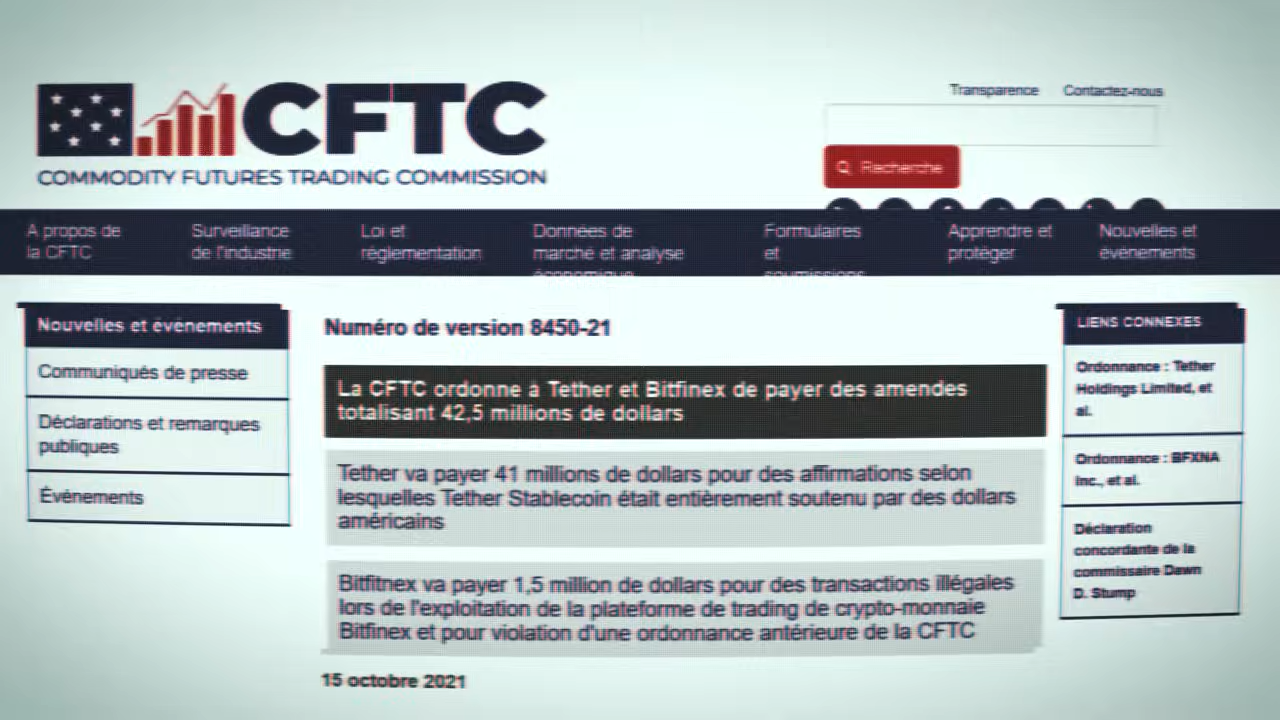 CFTC
COMMODITY FUTURES TRADING COMMISSION
Transparence Contactez-nous
Recherche
A propos de
la CFTC
Surveillance
de l'industrie
Loi et
réglementation
Données de
marché et analyse
économique
Formulaires
et
soumissions
Apprendre et
protéger
Nouvelles et
événements
Nouvelles et événements
Communiqués de presse
Déclarations et remarques
publiques
Événements
Numéro de version 8450-21
La CFTC ordonne à Tether et Bitfinex de payer des amendes
totalisant 42,5 millions de dollars
Tether va payer 41 millions de dollars pour des affirmations selon
lesquelles Tether Stablecoin était entièrement soutenu par des dollars
américains
Bitfitnex va payer 1,5 million de dollars pour des transactions illégales
lors de l'exploitation de la plateforme de trading de crypto-monnaie
Bitfinex et pour violation d'une ordonnance antérieure de la CFTC
15 octobre 2021
LIENS CONNEXES
Ordonnance : Tether
Holdings Limited, et
al.
Ordonnance : BFXNA
Inc., et al.
Déclaration
concordante de la
commissaire Dawn
D. Stump